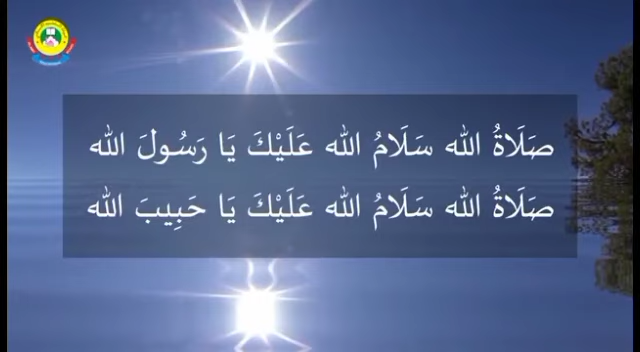 صَلَاةُ الله سَلَامُ الله عَلَيْكَ يَا رَسُولَ الله
صَلَاةُ الله سَلَامُ الله عَلَيْكَ يَا حَبِيبَ الله